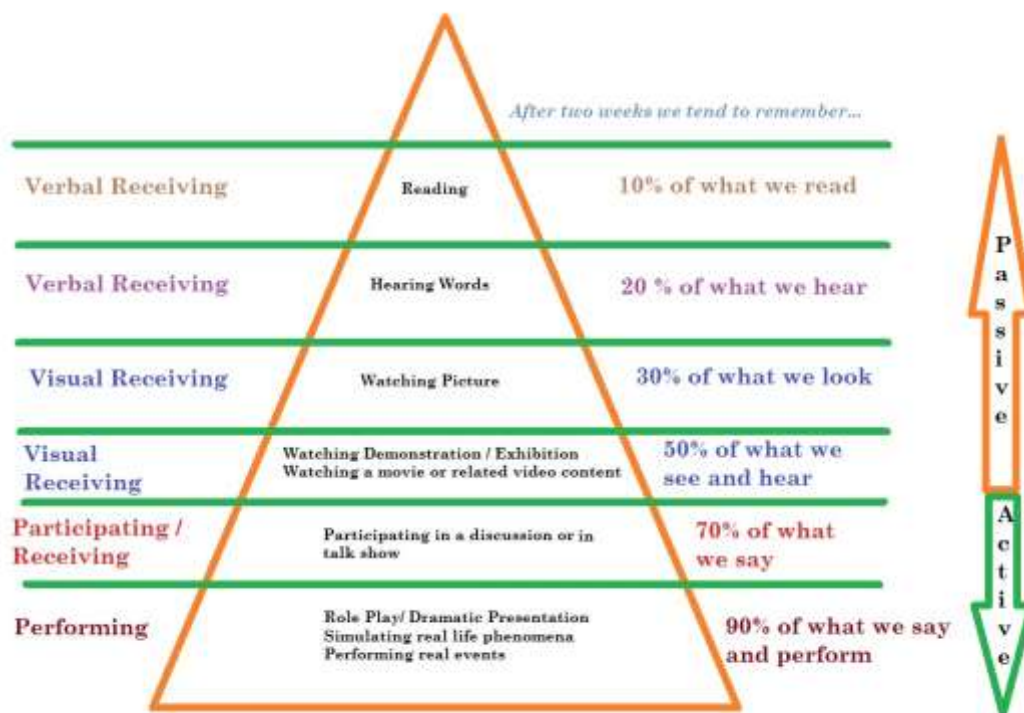 After two weeks we tend to remember...
Verbal Receiving
Reading
10% of what we read
Verbal Receiving
Hearing Words
20 % of what we hear
Visual Receiving
Watching Picture
30% of what we look
Visual
Receiving
Watching Demonstration / Exhibition
Watching a movie or related video content
50% of what we
see and hear
Participating /
Receiving
Participating in a discussion or in
talk show
70% of what
we say
Performing
Role Play/ Dramatic Presentation
Simulating real life phenomena
Performing real events
90% of what we say
and perform
Passive
Active